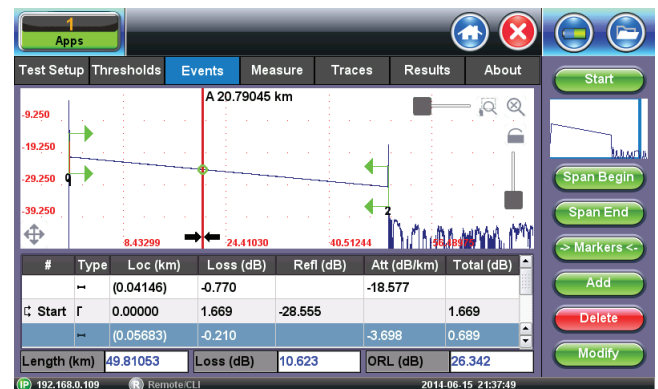 1
Apps
Test Setup Thresholds Events Measure Traces Results About
Start
A 20.79045 km
-9.250
-19.250
-29.250
-39.250
2
8.43299 24.41030 40.51244
Span Begin
Span End
-> Markers <-
Add
Delete
Modify
# Type Loc (km) Loss (dB) Refl (dB) Att (dB/km) Total (dB)
(0.04146) -0.770 -18.577
Start 0.00000 1.669 -28.555 1.669
(0.05683) -0.210 -3.698 0.689
Length (km) 49.81053 Loss (dB) 10.623 ORL (dB) 26.342
IP 192.168.0.109 R Remote/CLI 2014-06-15 21:37:49